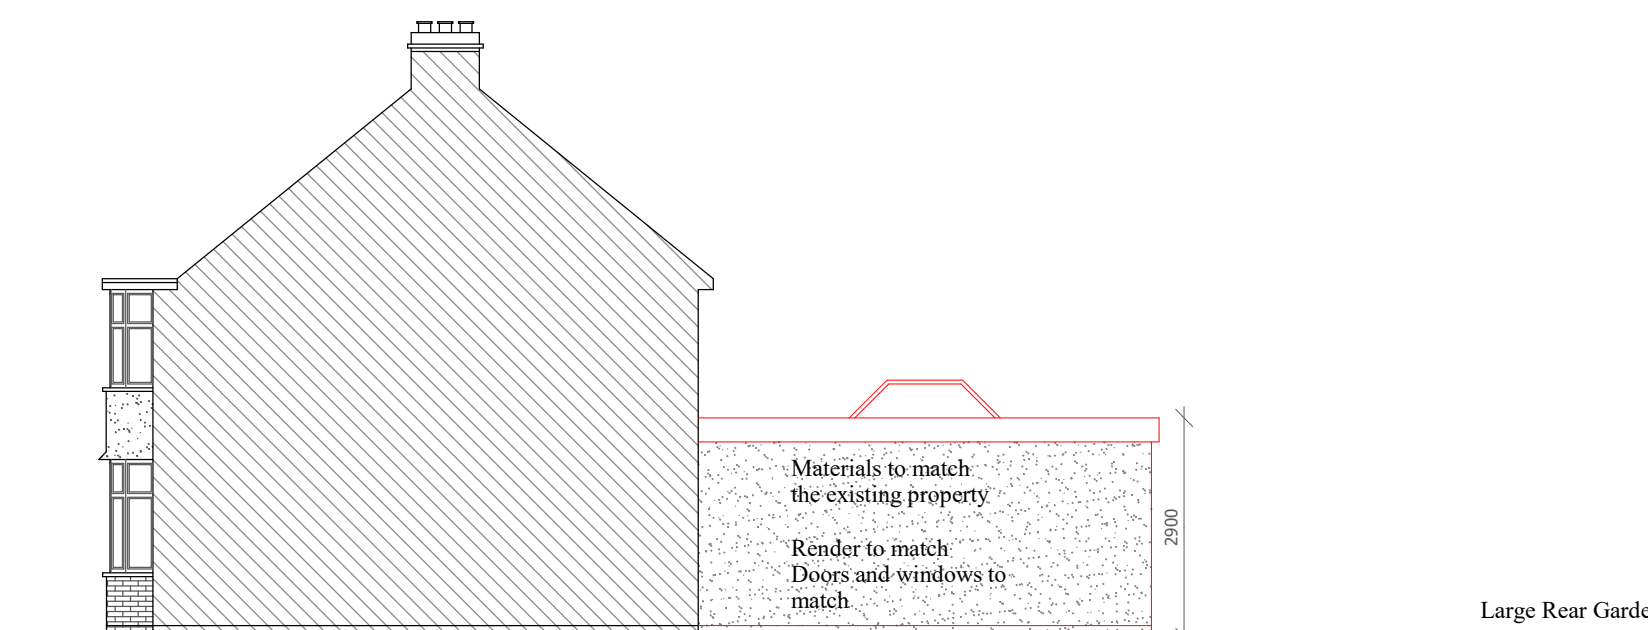 Materials to match
the existing property
Render to match
Doors and windows to
match
2900
Large Rear Garde